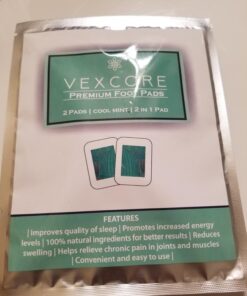 VEXCORE
PREMIUM FOOT PADS
2 PADS | COOL MINT | 2 IN 1 PAD
FEATURES
| Improves quality of sleep | Promotes increased energy
levels | 100% natural ingredients for better results | Reduces
swelling | Helps relieve chronic pain in joints and muscles
| Convenient and easy to use |